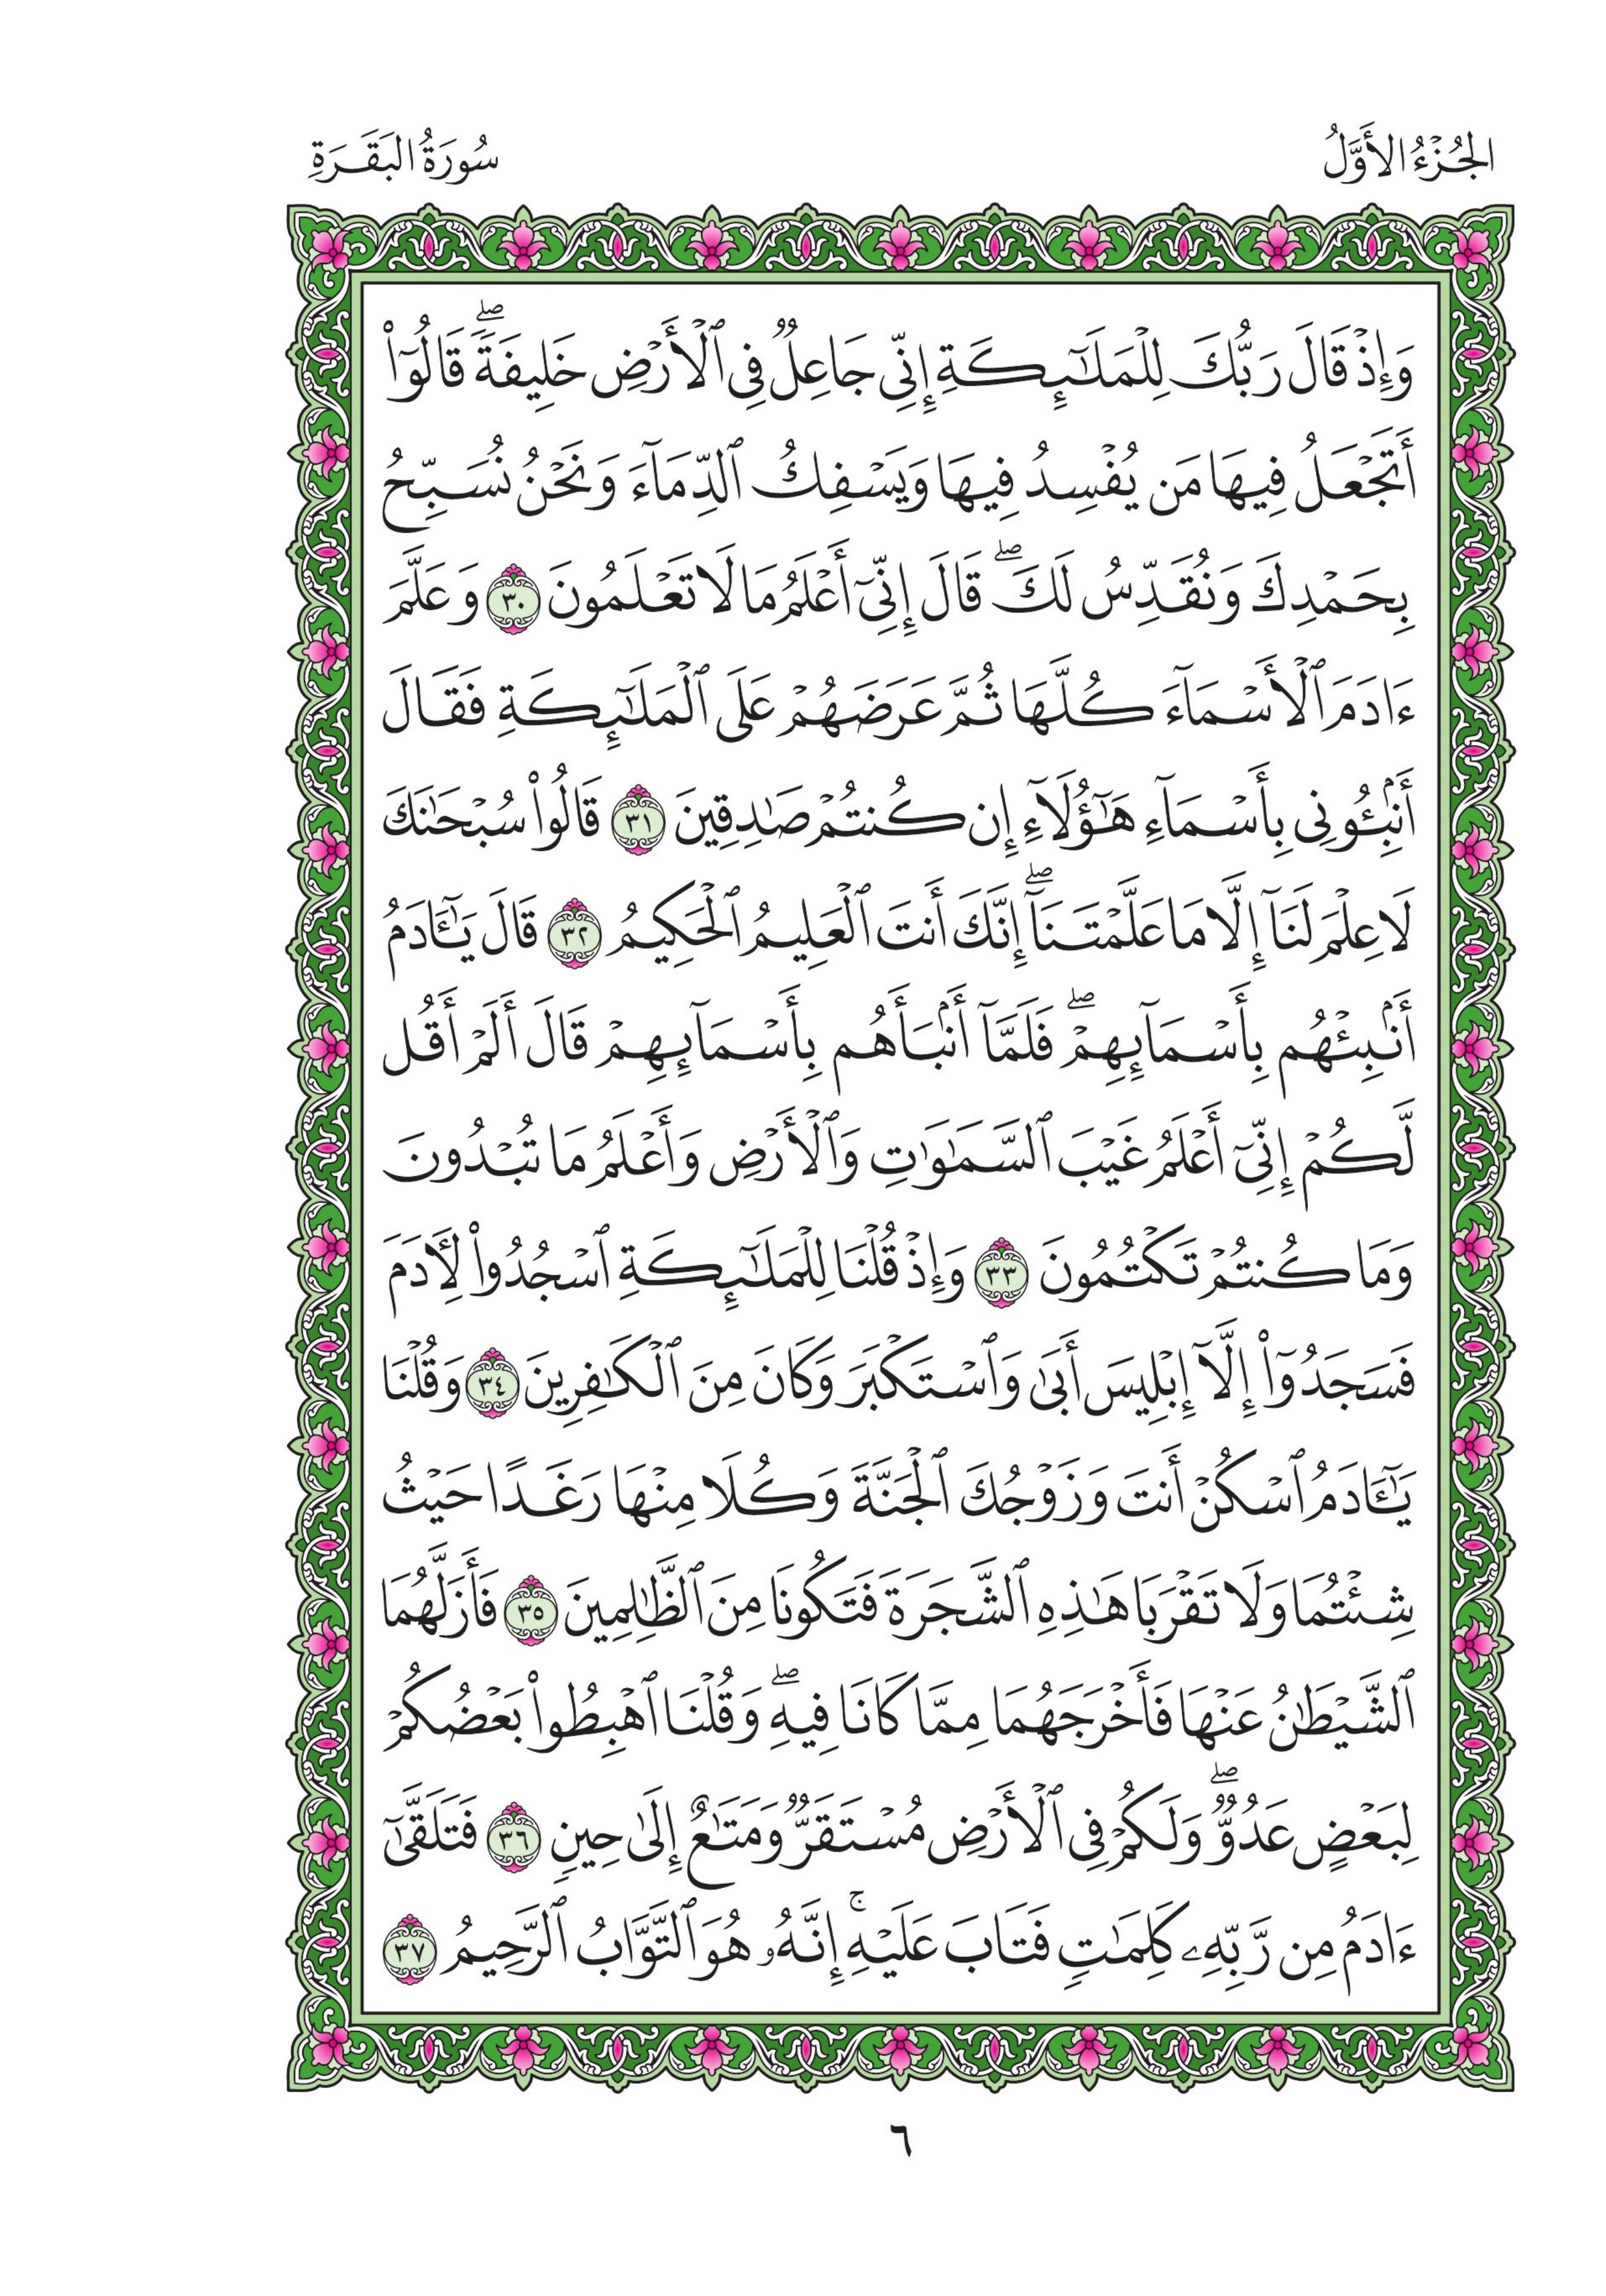 الجُزْءُ الأَوَّلُ
سُورَةُ البَقَرَةِ
وَإِذْ قَالَ رَبُّكَ لِلْمَلَٰٓئِكَةِ إِنِّي جَاعِلٌ فِي ٱلْأَرْضِ خَلِيفَةًۖ قَالُوٓا۟
أَتَجْعَلُ فِيهَا مَن يُفْسِدُ فِيهَا وَيَسْفِكُ ٱلدِّمَآءَ وَنَحْنُ نُسَبِّحُ
بِحَمْدِكَ وَنُقَدِّسُ لَكَۖ قَالَ إِنِّيٓ أَعْلَمُ مَا لَا تَعْلَمُونَ ٣٠ وَعَلَّمَ
ءَادَمَ ٱلْأَسْمَآءَ كُلَّهَا ثُمَّ عَرَضَهُمْ عَلَى ٱلْمَلَٰٓئِكَةِ فَقَالَ
أَنۢبِـُٔونِي بِأَسْمَآءِ هَٰٓؤُلَآءِ إِن كُنتُمْ صَٰدِقِينَ ٣١ قَالُوا۟ سُبْحَٰنَكَ
لَا عِلْمَ لَنَآ إِلَّا مَا عَلَّمْتَنَآۖ إِنَّكَ أَنتَ ٱلْعَلِيمُ ٱلْحَكِيمُ ٣٢ قَالَ يَٰٓـَٔادَمُ
أَنۢبِئْهُم بِأَسْمَآئِهِمْۖ فَلَمَّآ أَنۢبَأَهُم بِأَسْمَآئِهِمْ قَالَ أَلَمْ أَقُل
لَّكُمْ إِنِّيٓ أَعْلَمُ غَيْبَ ٱلسَّمَٰوَٰتِ وَٱلْأَرْضِ وَأَعْلَمُ مَا تُبْدُونَ
وَمَا كُنتُمْ تَكْتُمُونَ ٣٣ وَإِذْ قُلْنَا لِلْمَلَٰٓئِكَةِ ٱسْجُدُوا۟ لِـَٔادَمَ
فَسَجَدُوٓا۟ إِلَّآ إِبْلِيسَ أَبَىٰ وَٱسْتَكْبَرَ وَكَانَ مِنَ ٱلْكَٰفِرِينَ ٣٤ وَقُلْنَا
يَٰٓـَٔادَمُ ٱسْكُنْ أَنتَ وَزَوْجُكَ ٱلْجَنَّةَ وَكُلَا مِنْهَا رَغَدًا حَيْثُ
شِئْتُمَا وَلَا تَقْرَبَا هَٰذِهِ ٱلشَّجَرَةَ فَتَكُونَا مِنَ ٱلظَّٰلِمِينَ ٣٥ فَأَزَلَّهُمَا
ٱلشَّيْطَٰنُ عَنْهَا فَأَخْرَجَهُمَا مِمَّا كَانَا فِيهِۖ وَقُلْنَا ٱهْبِطُوا۟ بَعْضُكُمْ
لِبَعْضٍ عَدُوٌّۖ وَلَكُمْ فِي ٱلْأَرْضِ مُسْتَقَرٌّ وَمَتَٰعٌ إِلَىٰ حِينٍ ٣٦ فَتَلَقَّىٰٓ
ءَادَمُ مِن رَّبِّهِۦ كَلِمَٰتٍ فَتَابَ عَلَيْهِۚ إِنَّهُۥ هُوَ ٱلتَّوَّابُ ٱلرَّحِيمُ ٣٧
٦